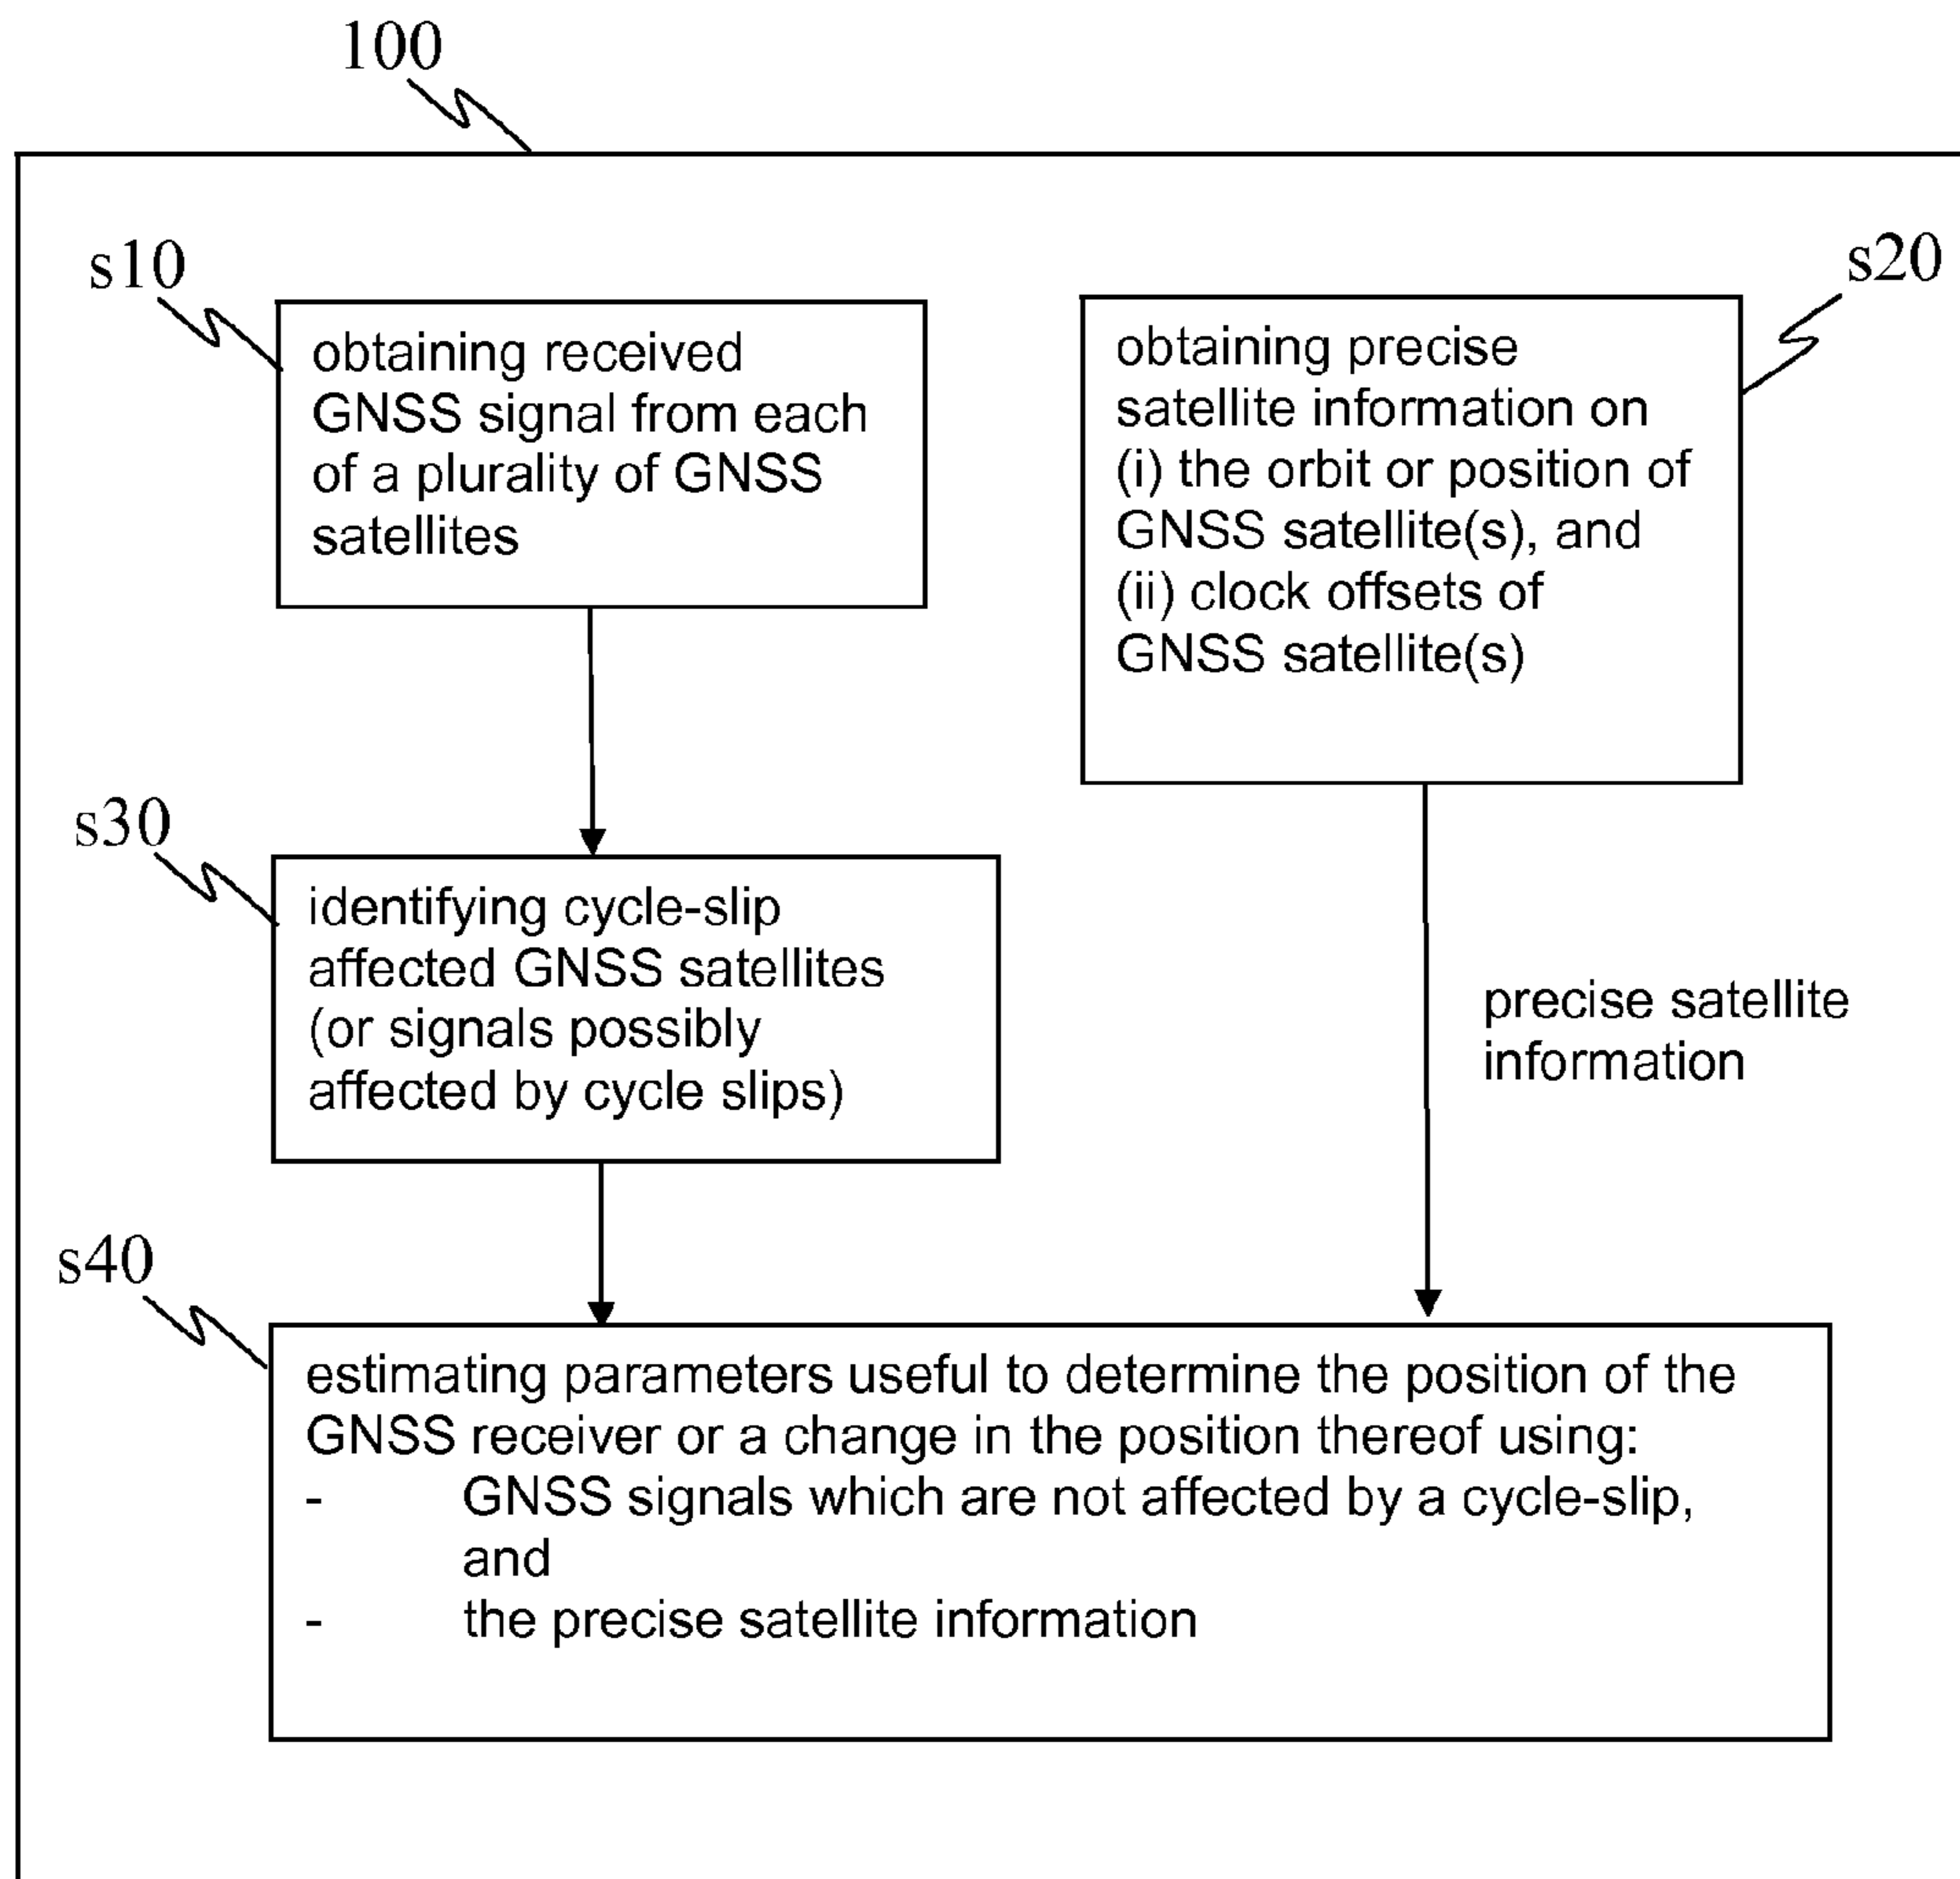 100
s10
obtaining received
GNSS signal from each
of a plurality of GNSS
satellites
s20
obtaining precise
satellite information on
(i) the orbit or position of
GNSS satellite(s), and
(ii) clock offsets of
GNSS satellite(s)
s30
identifying cycle-slip
affected GNSS satellites
(or signals possibly
affected by cycle slips)
precise satellite
information
s40
estimating parameters useful to determine the position of the
GNSS receiver or a change in the position thereof using:
- GNSS signals which are not affected by a cycle-slip,
and
- the precise satellite information